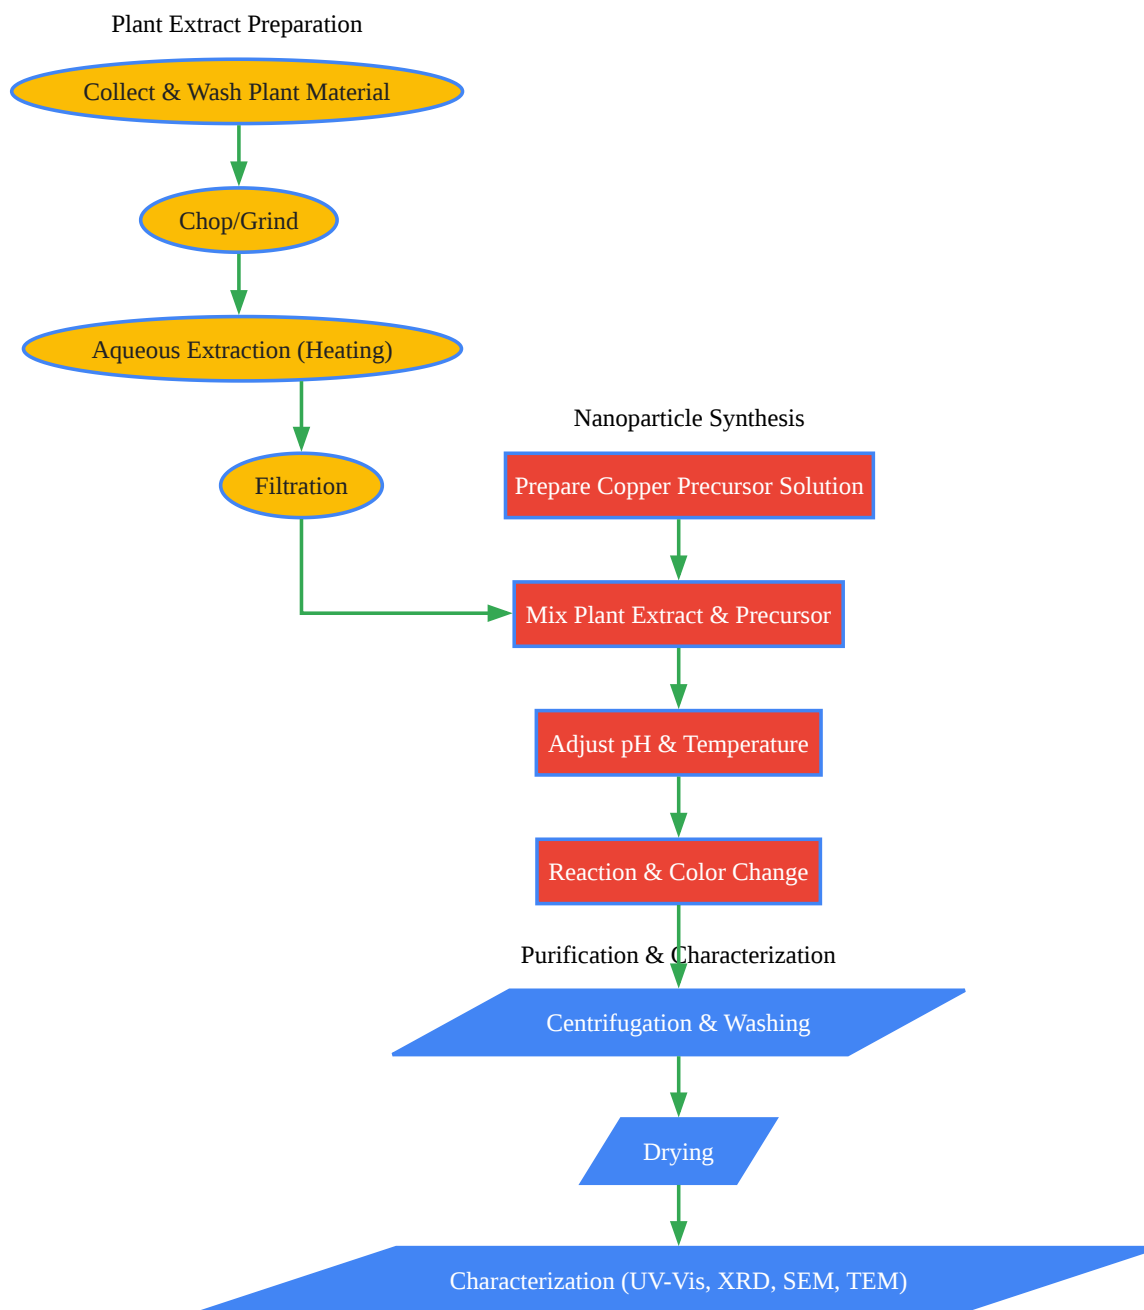 Plant Extract Preparation
Collect & Wash Plant Material
Chop/Grind
Aqueous Extraction (Heating)
Filtration
Nanoparticle Synthesis
Prepare Copper Precursor Solution
Mix Plant Extract & Precursor
Adjust pH & Temperature
Reaction & Color Change
Purification & Characterization
Centrifugation & Washing
Drying
Characterization (UV-Vis, XRD, SEM, TEM)